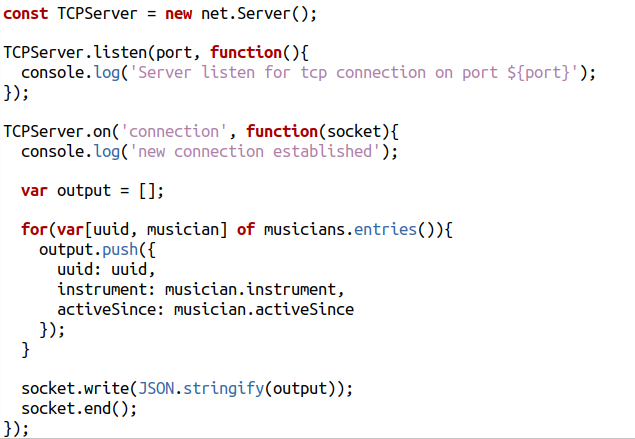 const TCPServer = new net.Server();

TCPServer.listen(port, function(){
  console.log('Server listen for tcp connection on port ${port}');
});

TCPServer.on('connection', function(socket){
  console.log('new connection established');

  var output = [];

  for(var[uuid, musician] of musicians.entries()){
    output.push({
      uuid: uuid,
      instrument: musician.instrument,
      activeSince: musician.activeSince
    });
  }

  socket.write(JSON.stringify(output));
  socket.end();
});